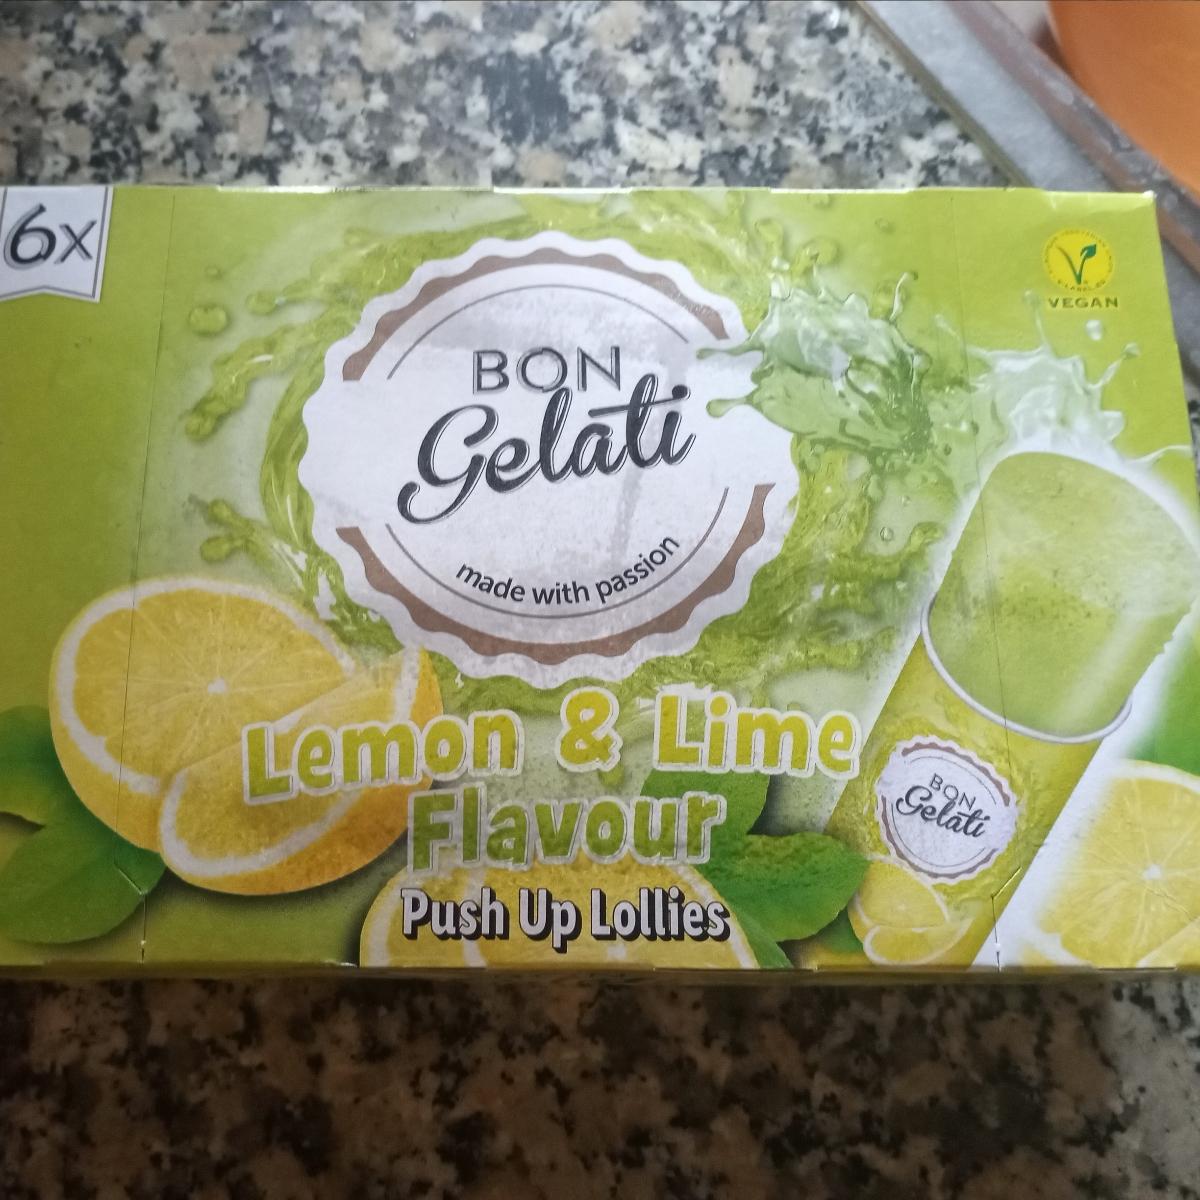 6x
BON
Gelati
made with passion
VEGAN
Lemon & Lime
Flavour
Push Up Lollies
BON
Gelati